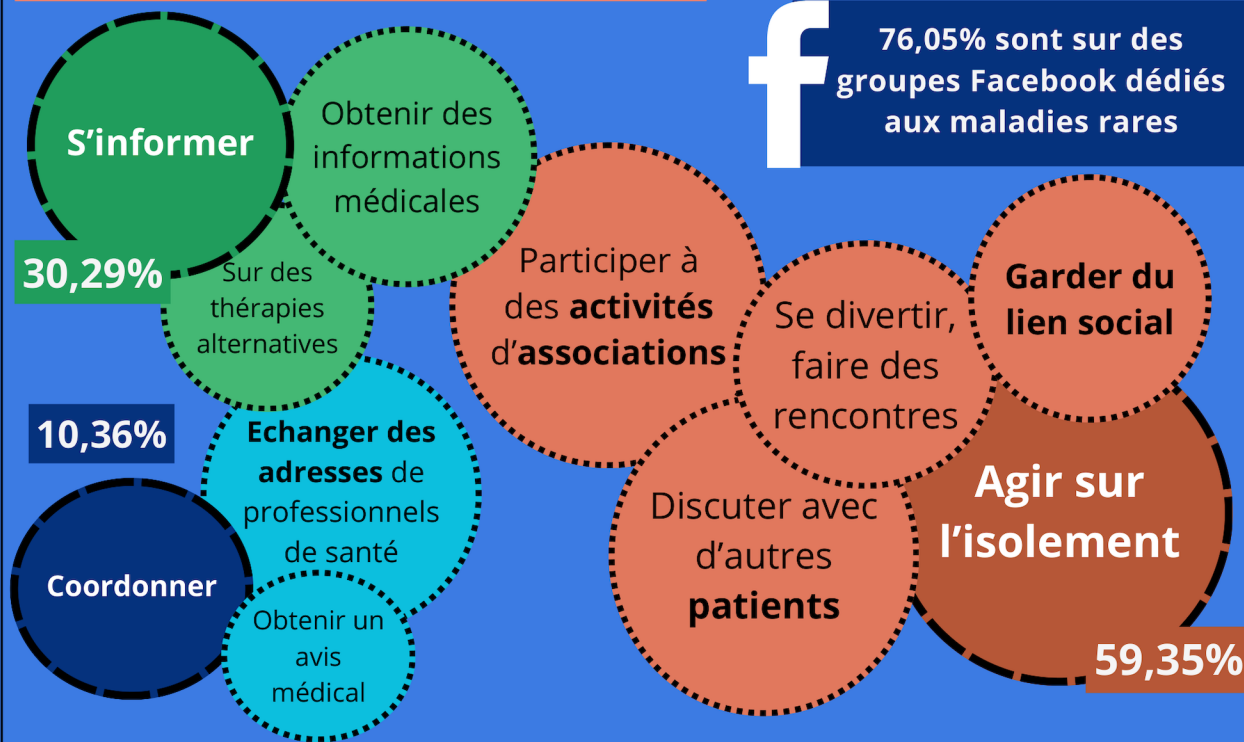 76,05% sont sur des
groupes Facebook dédiés
aux maladies rares
S'informer
30,29%
Obtenir des
informations
médicales
Sur des
thérapies
alternatives
10,36%
Coordonner
Echanger des
adresses de
professionnels
de santé
Obtenir un
avis
médical
Participer à
des activités
d'associations
Se divertir,
faire des
rencontres
Garder du
lien social
Discuter avec
d'autres
patients
Agir sur
l'isolement
59,35%